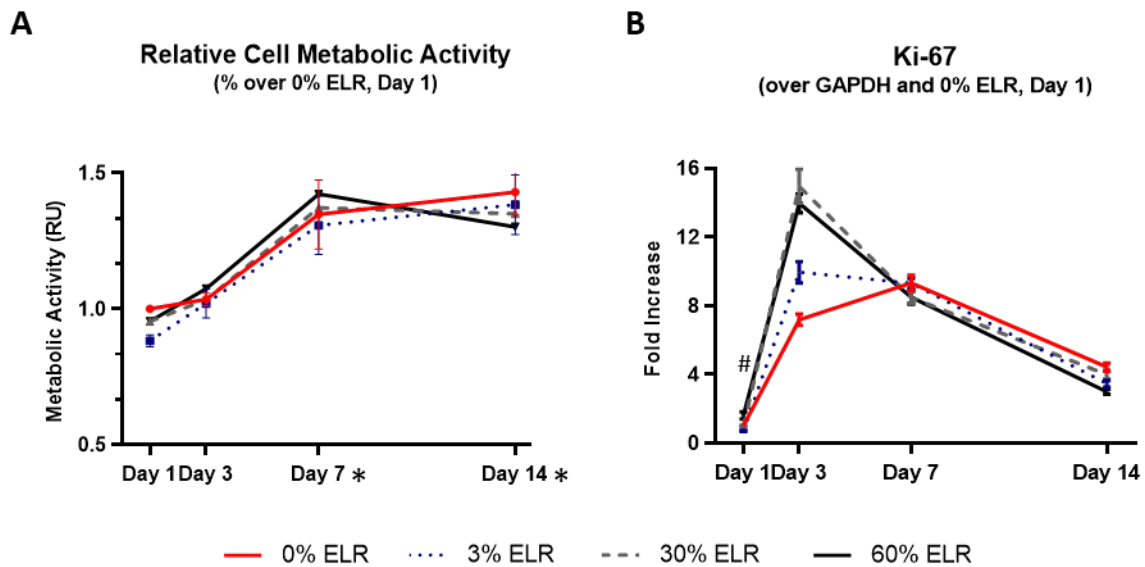 A
Relative Cell Metabolic Activity
(% over 0% ELR, Day 1)
Metabolic Activity (RU)
1.5
1.0
0.5
Day 1
Day 3
Day 7 *
Day 14 *
B
Ki-67
(over GAPDH and 0% ELR, Day 1)
Fold Increase
16
12
8
4
0
#
Day 1
Day 3
Day 7
Day 14
0% ELR
3% ELR
30% ELR
60% ELR